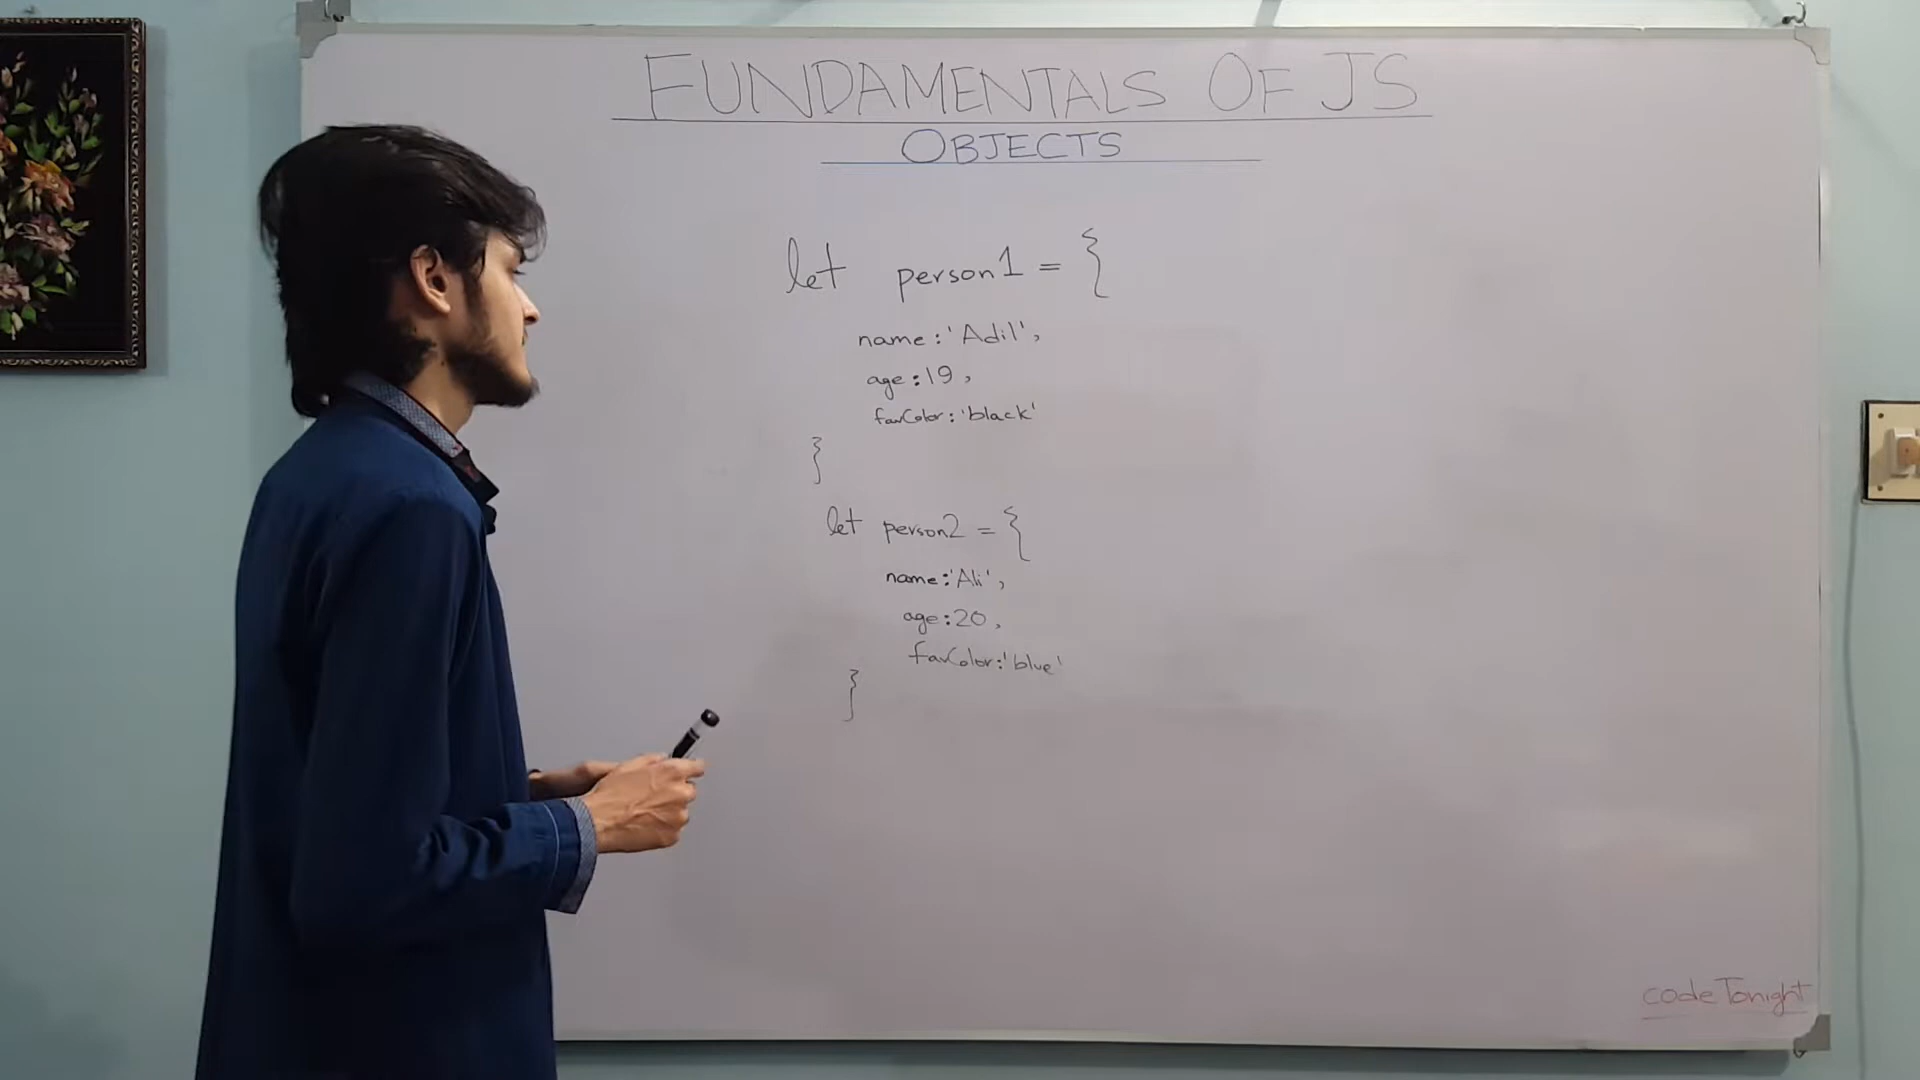 FUNDAMENTALS OF JS
OBJECTS
let person1 = {
name:'Adil',
age:19,
favColor:'black'
}
let person2 = {
name:'Ali',
age:20,
favColor:'blue'
}
codeTonight